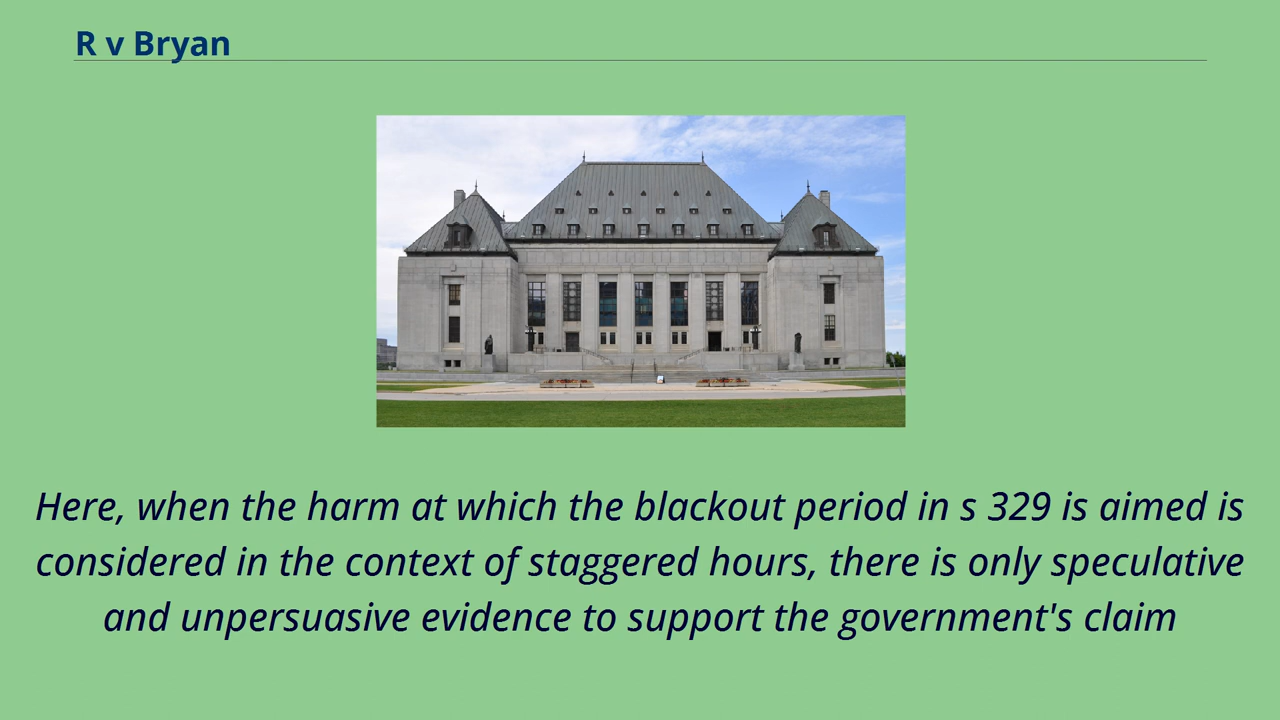 R v Bryan
Here, when the harm at which the blackout period in s 329 is aimed is
considered in the context of staggered hours, there is only speculative
and unpersuasive evidence to support the government's claim